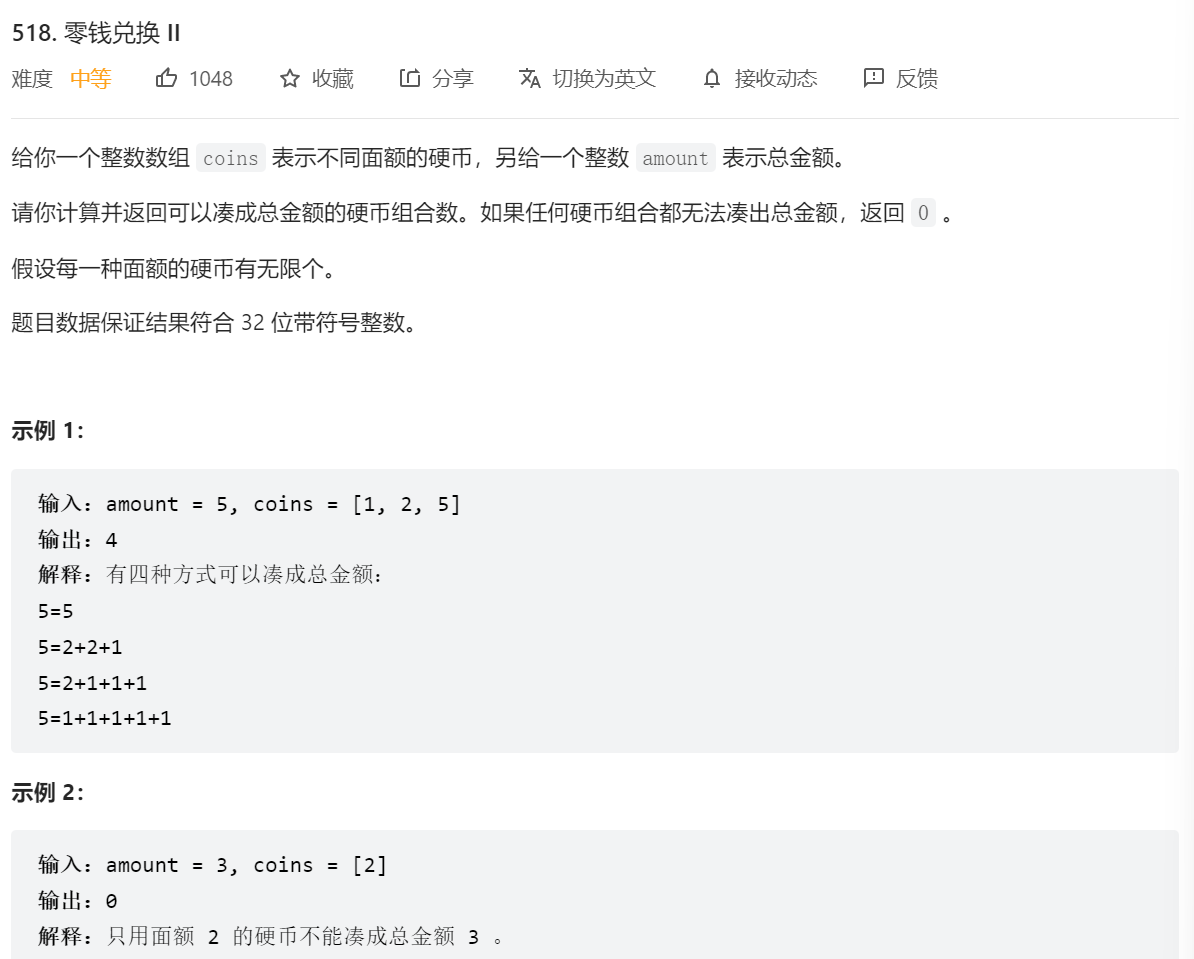 518. 零钱兑换 II
难度 中等 1048 收藏 分享 切换为英文 接收动态 反馈
给你一个整数数组 coins 表示不同面额的硬币，另给一个整数 amount 表示总金额。
请你计算并返回可以凑成总金额的硬币组合数。如果任何硬币组合都无法凑出总金额，返回 0 。
假设每一种面额的硬币有无限个。
题目数据保证结果符合 32 位带符号整数。
示例 1：
输入：amount = 5, coins = [1, 2, 5]
输出：4
解释：有四种方式可以凑成总金额：
5=5
5=2+2+1
5=2+1+1+1
5=1+1+1+1+1
示例 2：
输入：amount = 3, coins = [2]
输出：0
解释：只用面额 2 的硬币不能凑成总金额 3 。